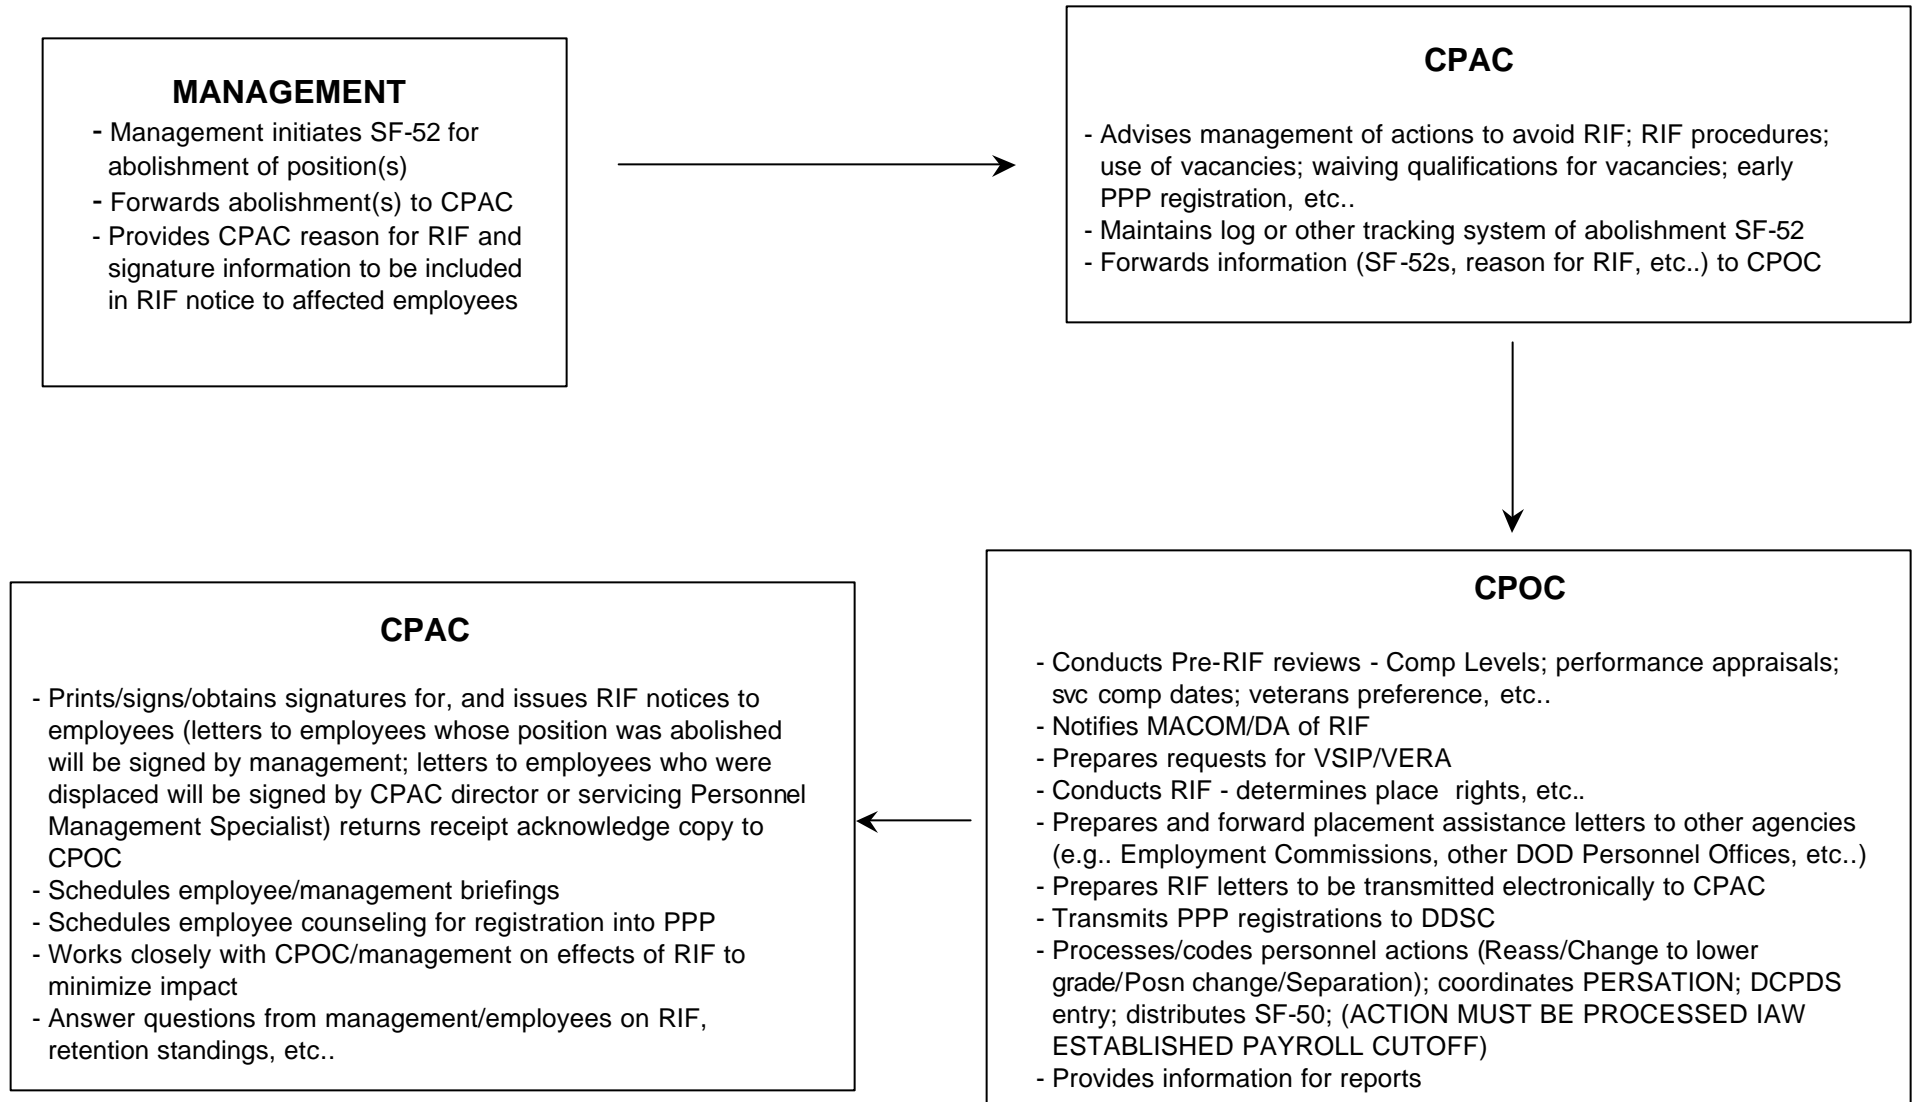 MANAGEMENT
- Management initiates SF-52 for
abolishment of position(s)
- Forwards abolishment(s) to CPAC
- Provides CPAC reason for RIF and
signature information to be included
in RIF notice to affected employees
CPAC
- Advises management of actions to avoid RIF; RIF procedures;
use of vacancies; waiving qualifications for vacancies; early
PPP registration, etc..
- Maintains log or other tracking system of abolishment SF-52
- Forwards information (SF-52s, reason for RIF, etc..) to CPOC
CPOC
- Conducts Pre-RIF reviews - Comp Levels; performance appraisals;
svc comp dates; veterans preference, etc..
- Notifies MACOM/DA of RIF
- Prepares requests for VSIP/VERA
- Conducts RIF - determines place  rights, etc..
- Prepares and forward placement assistance letters to other agencies
(e.g.. Employment Commissions, other DOD Personnel Offices, etc..)
- Prepares RIF letters to be transmitted electronically to CPAC
- Transmits PPP registrations to DDSC
- Processes/codes personnel actions (Reass/Change to lower
grade/Posn change/Separation); coordinates PERSATION; DCPDS
entry; distributes SF-50; (ACTION MUST BE PROCESSED IAW
ESTABLISHED PAYROLL CUTOFF)
- Provides information for reports
CPAC
- Prints/signs/obtains signatures for, and issues RIF notices to
employees (letters to employees whose position was abolished
will be signed by management; letters to employees who were
displaced will be signed by CPAC director or servicing Personnel
Management Specialist) returns receipt acknowledge copy to
CPOC
- Schedules employee/management briefings
- Schedules employee counseling for registration into PPP
- Works closely with CPOC/management on effects of RIF to
minimize impact
- Answer questions from management/employees on RIF,
retention standings, etc..